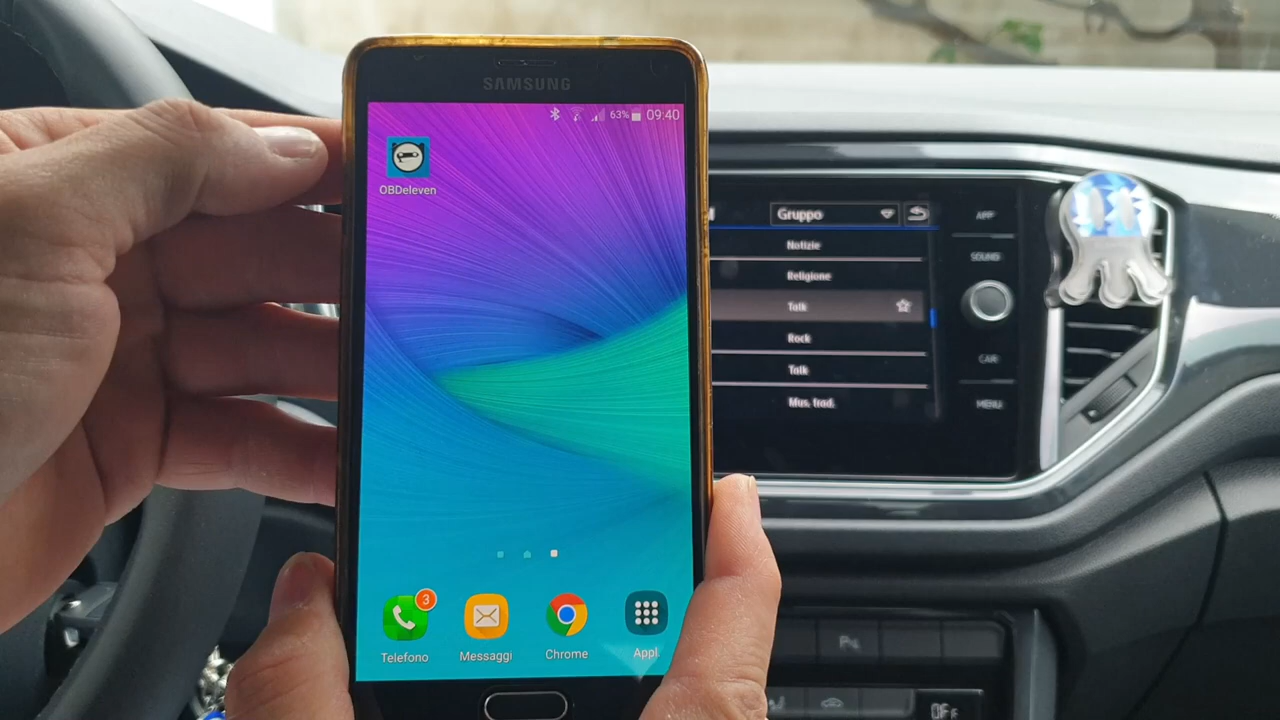 SAMSUNG
63% 09:40
OBDeleven
3
Telefono
Messaggi
Chrome
Appl.
Gruppo
Notizie
Religione
Talk
Rock
Talk
Mus. trad.
APP
SOUND
CAR
MENU
OFF